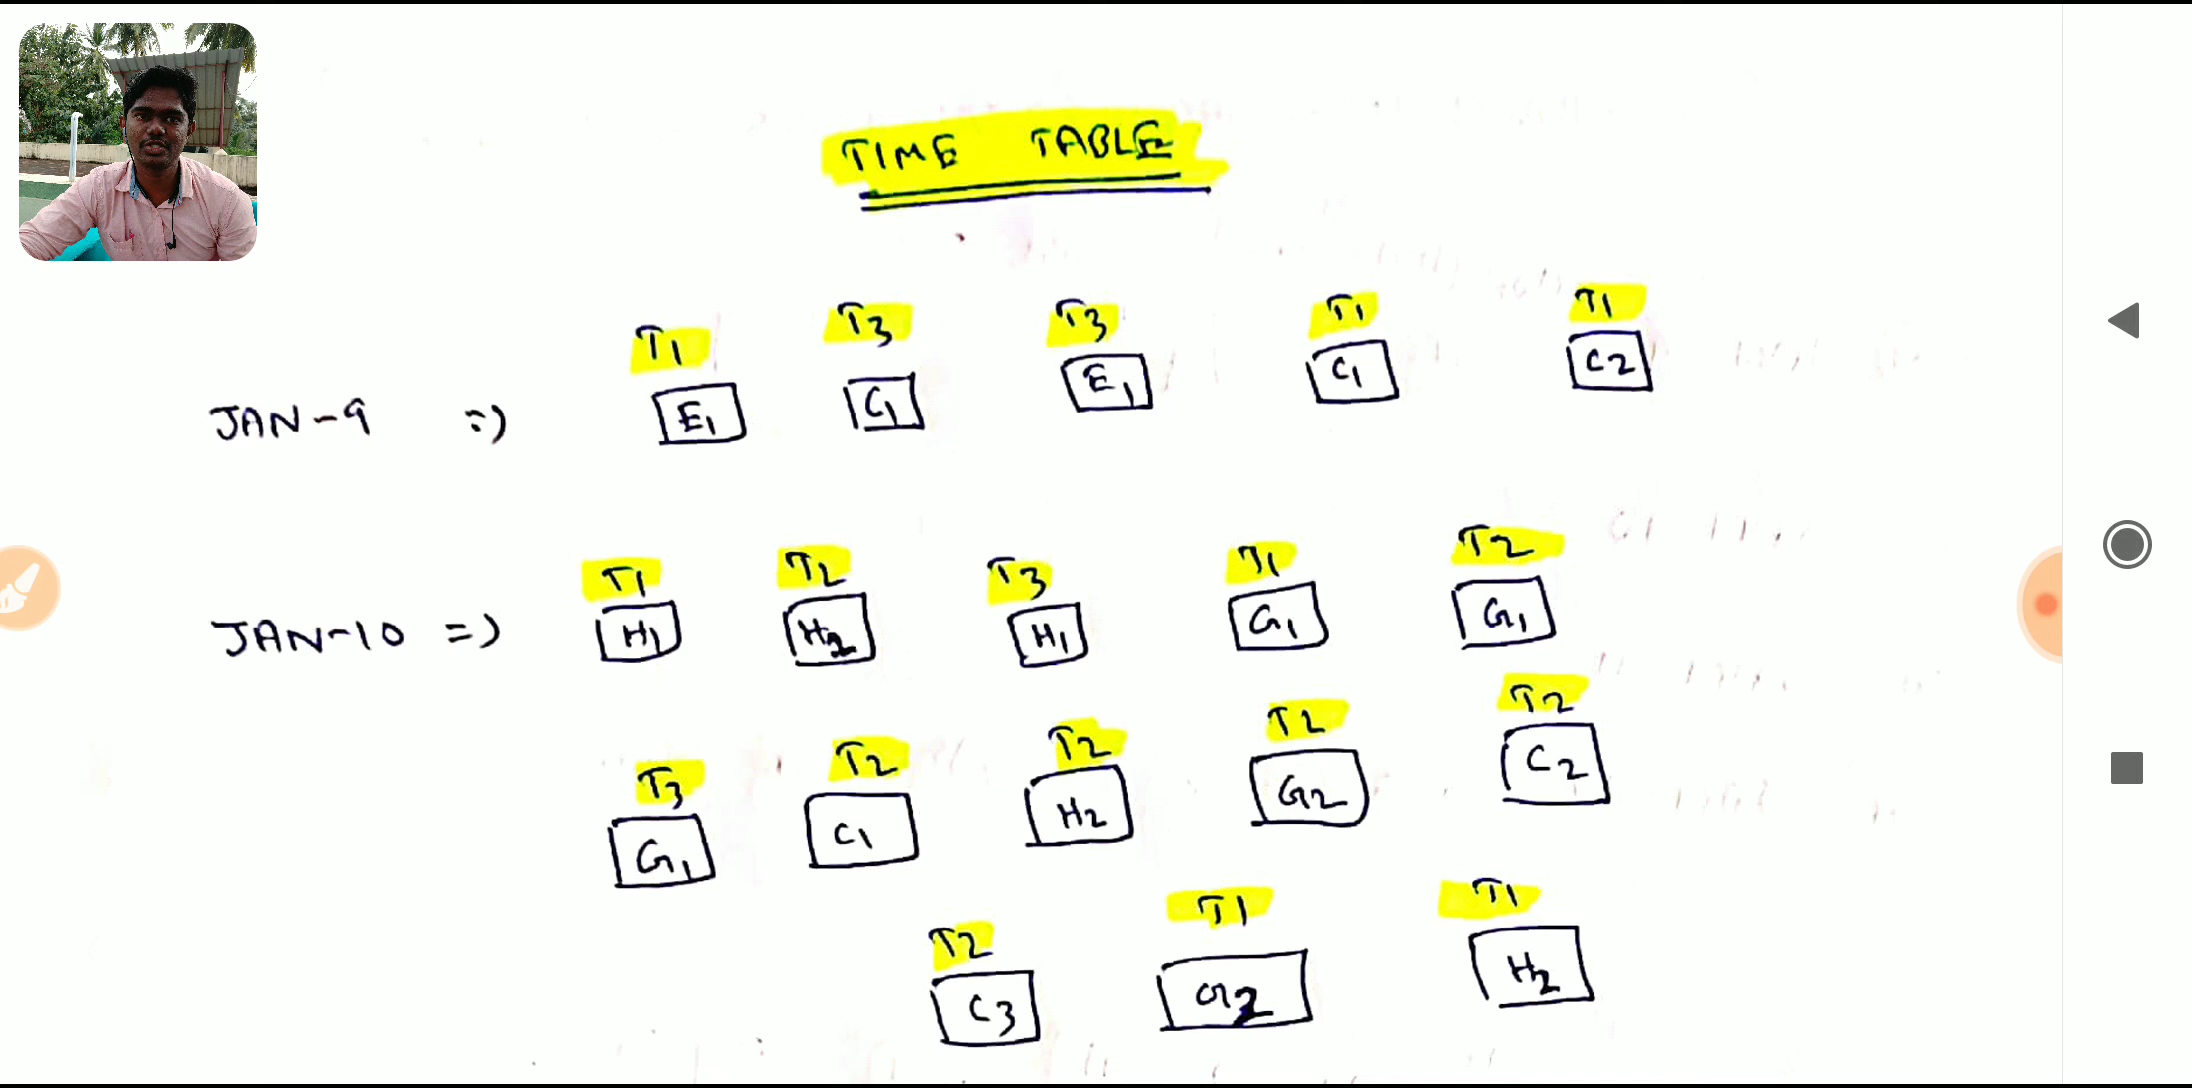 TIME TABLE
T1 T3 T3 T1 T1
JAN-9 => E1 C1 E1 C1 C2
T1 T2 T3 T1 T2
JAN-10 => H1 H2 H1 G1 G1
T3 T2 T2 T2 T2
G1 C1 H2 G2 C2
T2 T1 T1
C3 G2 H2